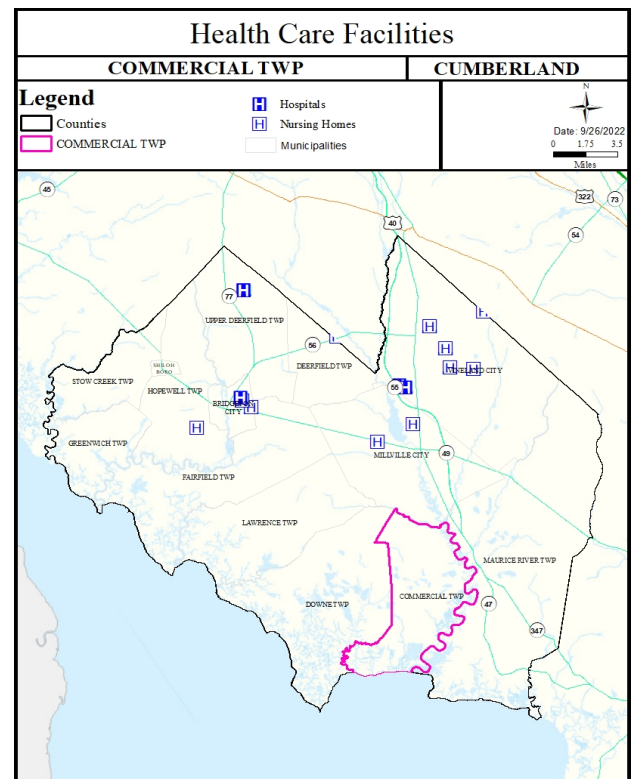 Health Care Facilities
COMMERCIAL TWP
CUMBERLAND
Legend
Counties
COMMERCIAL TWP
H Hospitals
H Nursing Homes
Municipalities
N
Date: 9/26/2022
0 1.75 3.5
Miles
45
322
73
40
54
77
H
H
UPPER DEERFIELD TWP
H
56
H
DEERFIELD TWP
SHILOH
BORO
H
H
VINELAND CITY
STOW CREEK TWP
HOPEWELL TWP
55
H
H
BRIDGETON
CITY
H
H
H
H
GREENWICH TWP
MILLVILLE CITY
49
FAIRFIELD TWP
LAWRENCE TWP
MAURICE RIVER TWP
DOWNE TWP
COMMERCIAL TWP
47
347